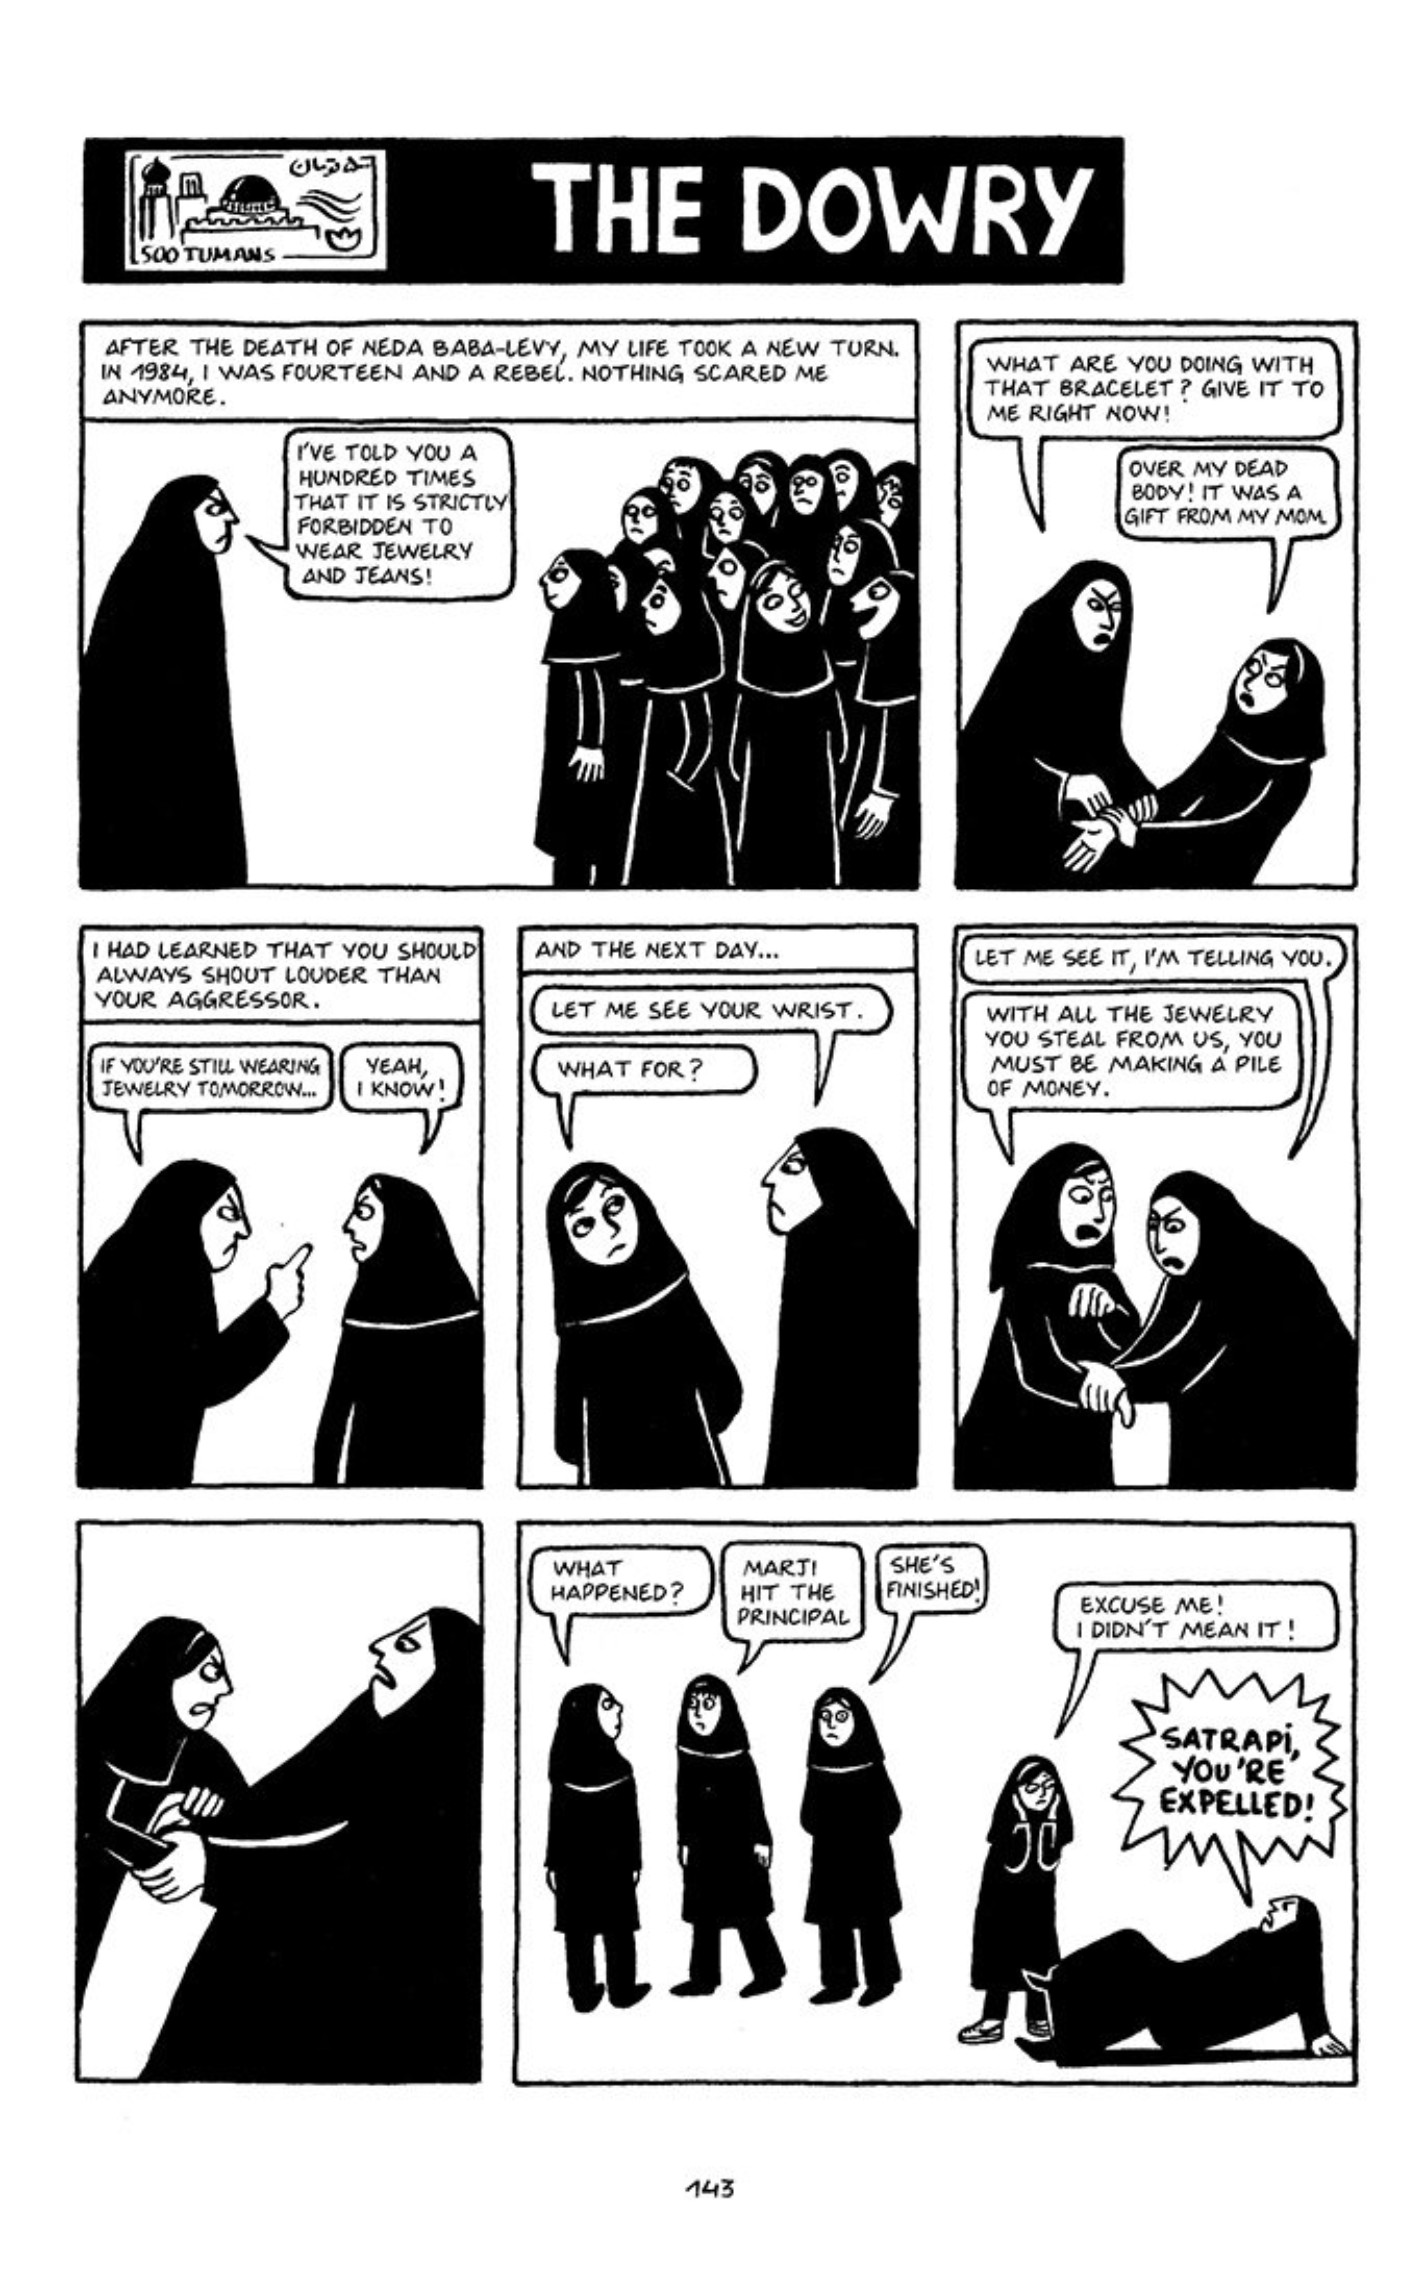 ۵۰۰ تومان
500 TUMANS
THE DOWRY
AFTER THE DEATH OF NEDA BABA-LEVY, MY LIFE TOOK A NEW TURN.
IN 1984, I WAS FOURTEEN AND A REBEL. NOTHING SCARED ME
ANYMORE.
I'VE TOLD YOU A
HUNDRED TIMES
THAT IT IS STRICTLY
FORBIDDEN TO
WEAR JEWELRY
AND JEANS!
WHAT ARE YOU DOING WITH
THAT BRACELET? GIVE IT TO
ME RIGHT NOW!
OVER MY DEAD
BODY! IT WAS A
GIFT FROM MY MOM.
I HAD LEARNED THAT YOU SHOULD
ALWAYS SHOUT LOUDER THAN
YOUR AGGRESSOR.
IF YOU'RE STILL WEARING
JEWELRY TOMORROW...
YEAH,
I KNOW!
AND THE NEXT DAY...
LET ME SEE YOUR WRIST.
WHAT FOR?
LET ME SEE IT, I'M TELLING YOU.
WITH ALL THE JEWELRY
YOU STEAL FROM US, YOU
MUST BE MAKING A PILE
OF MONEY.
WHAT
HAPPENED?
MARJI
HIT THE
PRINCIPAL
SHE'S
FINISHED!
EXCUSE ME!
I DIDN'T MEAN IT!
SATRAPi,
YOU'RE
EXPELLED!
143